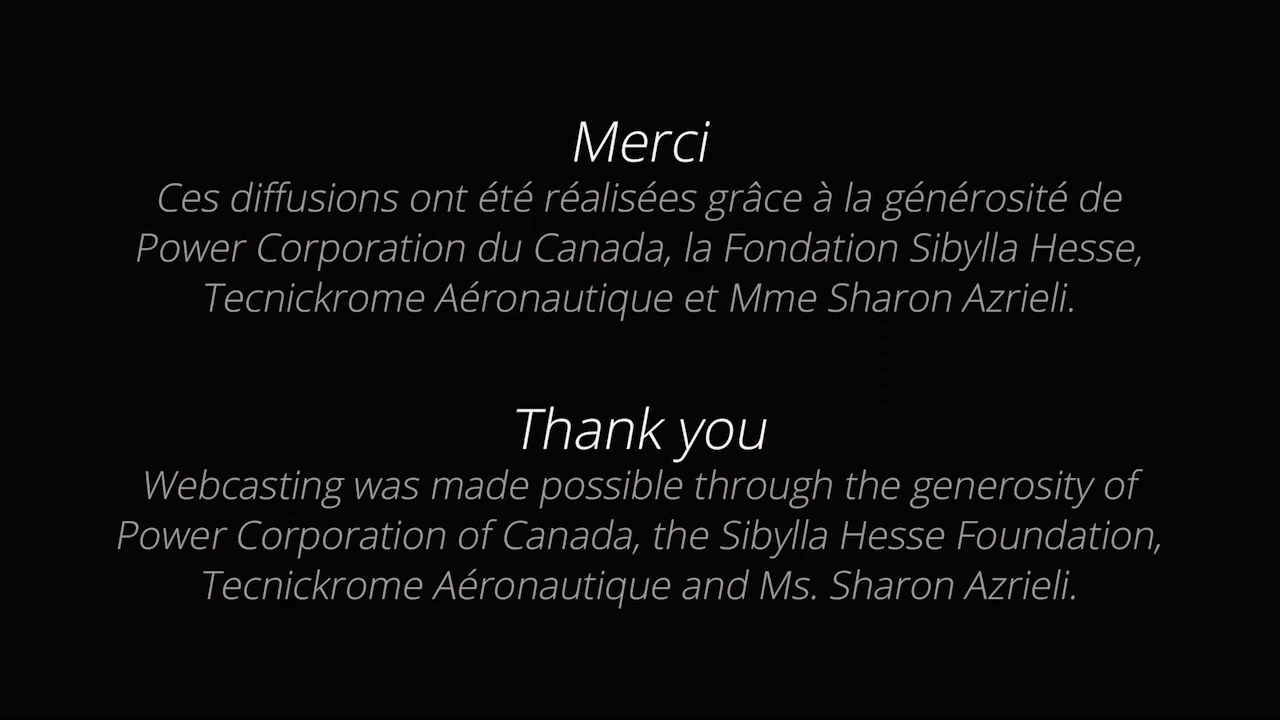 Merci
Ces diffusions ont été réalisées grâce à la générosité de
Power Corporation du Canada, la Fondation Sibylla Hesse,
Tecnickrome Aéronautique et Mme Sharon Azrieli.
Thank you
Webcasting was made possible through the generosity of
Power Corporation of Canada, the Sibylla Hesse Foundation,
Tecnickrome Aéronautique and Ms. Sharon Azrieli.